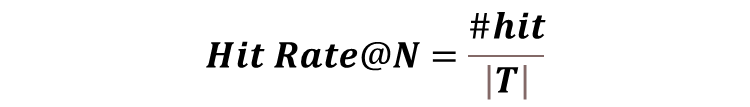 Hit Rate@N = #hit / |T|